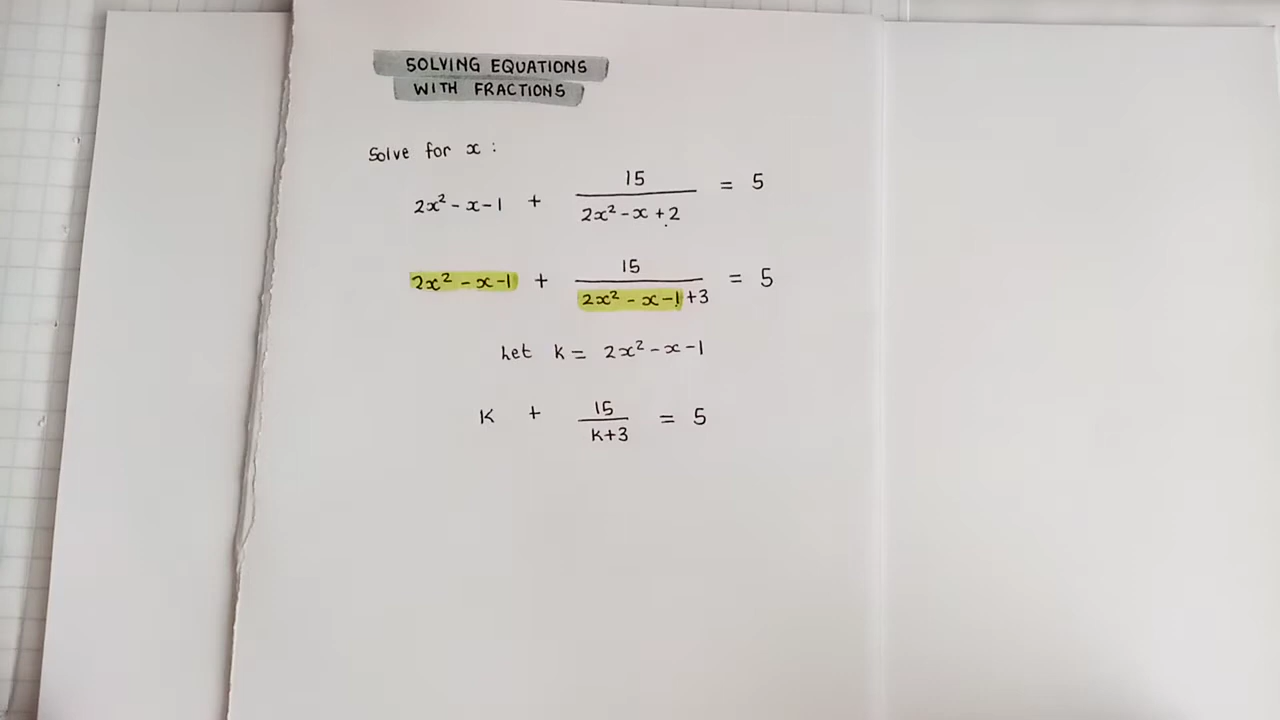 SOLVING EQUATIONS
WITH FRACTIONS
Solve for x :
2x² - x - 1 + 15/(2x² - x + 2) = 5
2x² - x - 1 + 15/(2x² - x - 1 + 3) = 5
Let k = 2x² - x - 1
K + 15/(k+3) = 5